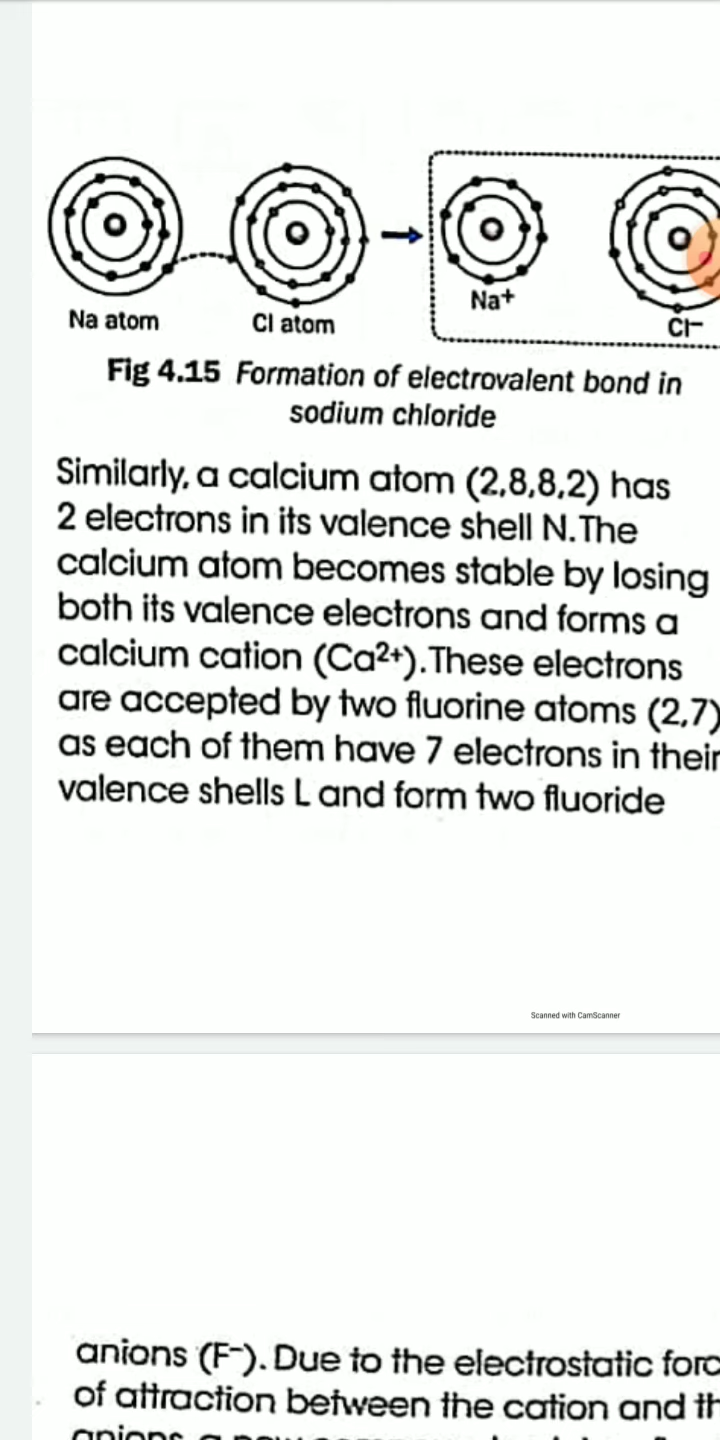 Na atom
Cl atom
Na+
Cl−
Fig 4.15 Formation of electrovalent bond in
sodium chloride
Similarly, a calcium atom (2,8,8,2) has
2 electrons in its valence shell N. The
calcium atom becomes stable by losing
both its valence electrons and forms a
calcium cation (Ca²⁺). These electrons
are accepted by two fluorine atoms (2,7)
as each of them have 7 electrons in their
valence shells L and form two fluoride
Scanned with CamScanner
anions (F⁻). Due to the electrostatic forc
of attraction between the cation and th
anions, a new